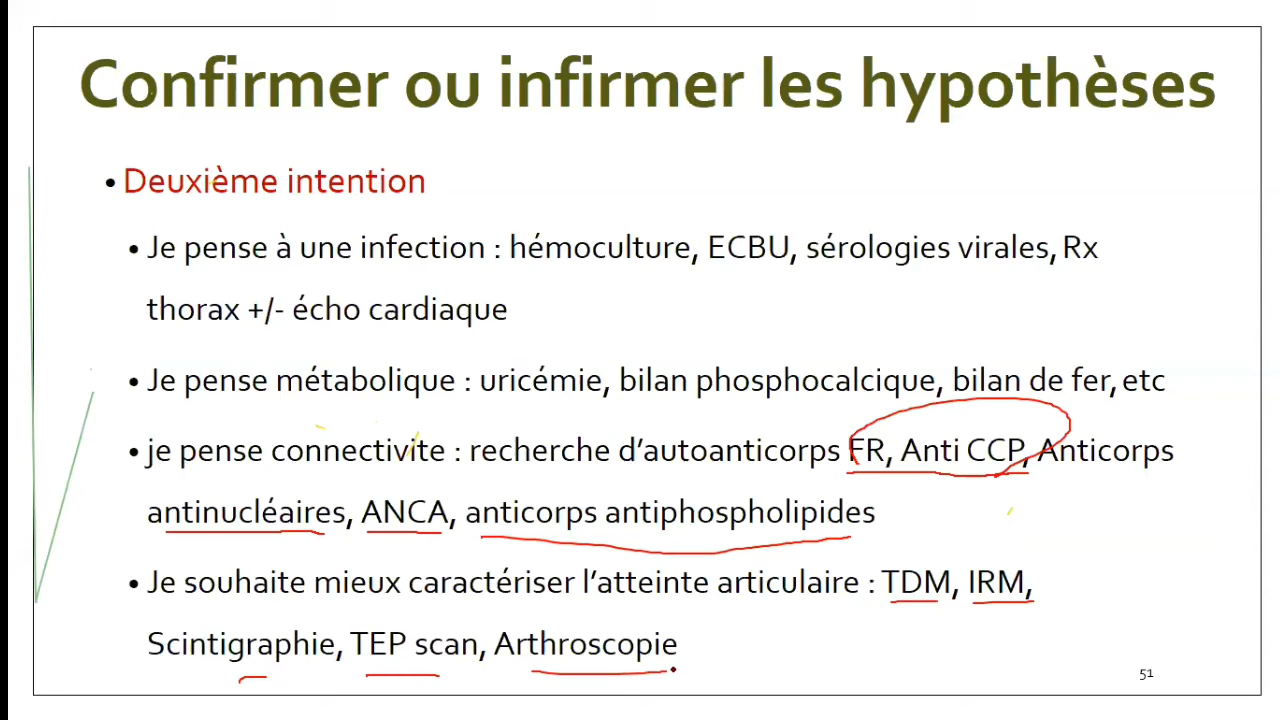 Confirmer ou infirmer les hypothèses
• Deuxième intention
• Je pense à une infection : hémoculture, ECBU, sérologies virales, Rx
thorax +/- écho cardiaque
• Je pense métabolique : uricémie, bilan phosphocalcique, bilan de fer, etc
• je pense connectivite : recherche d'autoanticorps FR, Anti CCP, Anticorps
antinucléaires, ANCA, anticorps antiphospholipides
• Je souhaite mieux caractériser l'atteinte articulaire : TDM, IRM,
Scintigraphie, TEP scan, Arthroscopie
51